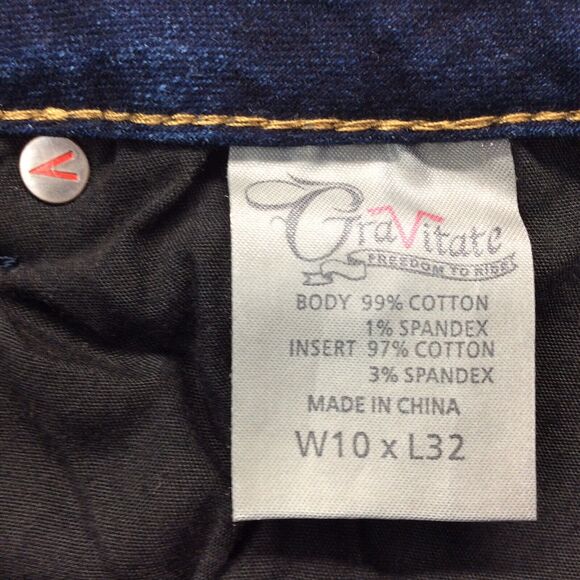 GraVitate
FREEDOM TO RIDE
BODY 99% COTTON
1% SPANDEX
INSERT 97% COTTON
3% SPANDEX
MADE IN CHINA
W10 x L32
V